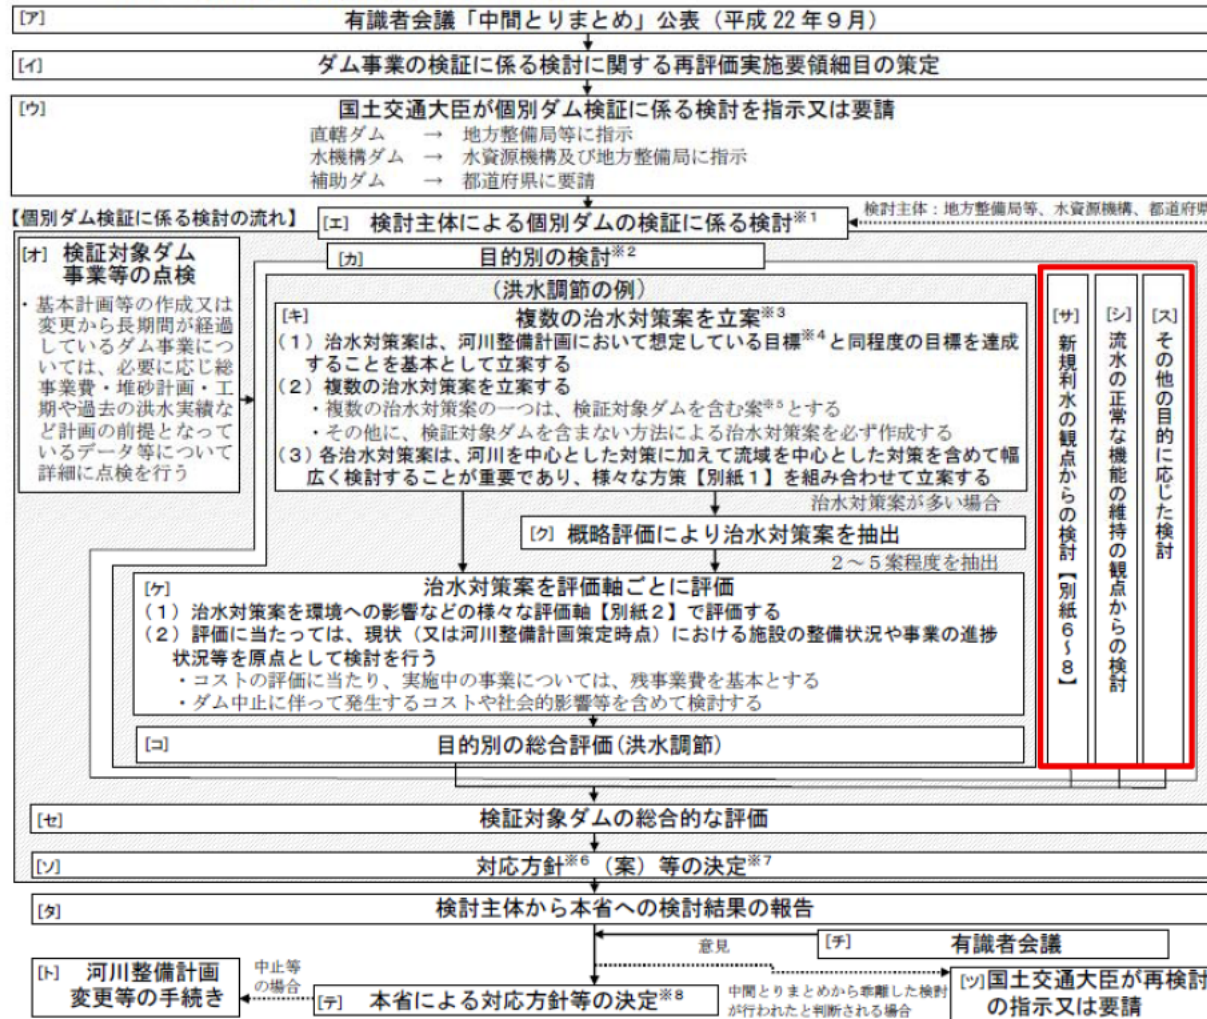 [ア] 有識者会議「中間とりまとめ」公表（平成22年９月）
[イ] ダム事業の検証に係る検討に関する再評価実施要領細目の策定
[ウ] 国土交通大臣が個別ダム検証に係る検討を指示又は要請
直轄ダム → 地方整備局等に指示
水機構ダム → 水資源機構及び地方整備局に指示
補助ダム → 都道府県に要請
【個別ダム検証に係る検討の流れ】
[エ] 検討主体による個別ダムの検証に係る検討※1
検討主体：地方整備局等、水資源機構、都道府県
[オ] 検証対象ダム
事業等の点検
・基本計画等の作成又は
変更から長期間が経過
しているダム事業につ
いては、必要に応じ総
事業費・堆砂計画・工
期や過去の洪水実績な
ど計画の前提となって
いるデータ等について
詳細に点検を行う
[カ] 目的別の検討※2
（洪水調節の例）
[キ] 複数の治水対策案を立案※3
（１）治水対策案は、河川整備計画において想定している目標※4と同程度の目標を達成
することを基本として立案する
（２）複数の治水対策案を立案する
・複数の治水対策案の一つは、検証対象ダムを含む案※5とする
・その他に、検証対象ダムを含まない方法による治水対策案を必ず作成する
（３）各治水対策案は、河川を中心とした対策に加えて流域を中心とした対策を含めて幅
広く検討することが重要であり、様々な方策【別紙１】を組み合わせて立案する
治水対策案が多い場合
[ク] 概略評価により治水対策案を抽出
２～５案程度を抽出
[ケ] 治水対策案を評価軸ごとに評価
（１）治水対策案を環境への影響などの様々な評価軸【別紙２】で評価する
（２）評価に当たっては、現状（又は河川整備計画策定時点）における施設の整備状況や事業の進捗
状況等を原点として検討を行う
・コストの評価に当たり、実施中の事業については、残事業費を基本とする
・ダム中止に伴って発生するコストや社会的影響等を含めて検討する
[コ] 目的別の総合評価（洪水調節）
[サ] 新規利水の観点からの検討【別紙６～８】
[シ] 流水の正常な機能の維持の観点からの検討
[ス] その他の目的に応じた検討
[セ] 検証対象ダムの総合的な評価
[ソ] 対応方針※6（案）等の決定※7
[タ] 検討主体から本省への検討結果の報告
意見
[チ] 有識者会議
[ト] 河川整備計画
変更等の手続き
中止等
の場合
[テ] 本省による対応方針等の決定※8
中間とりまとめから乖離した検討
が行われたと判断される場合
[ツ] 国土交通大臣が再検討
の指示又は要請